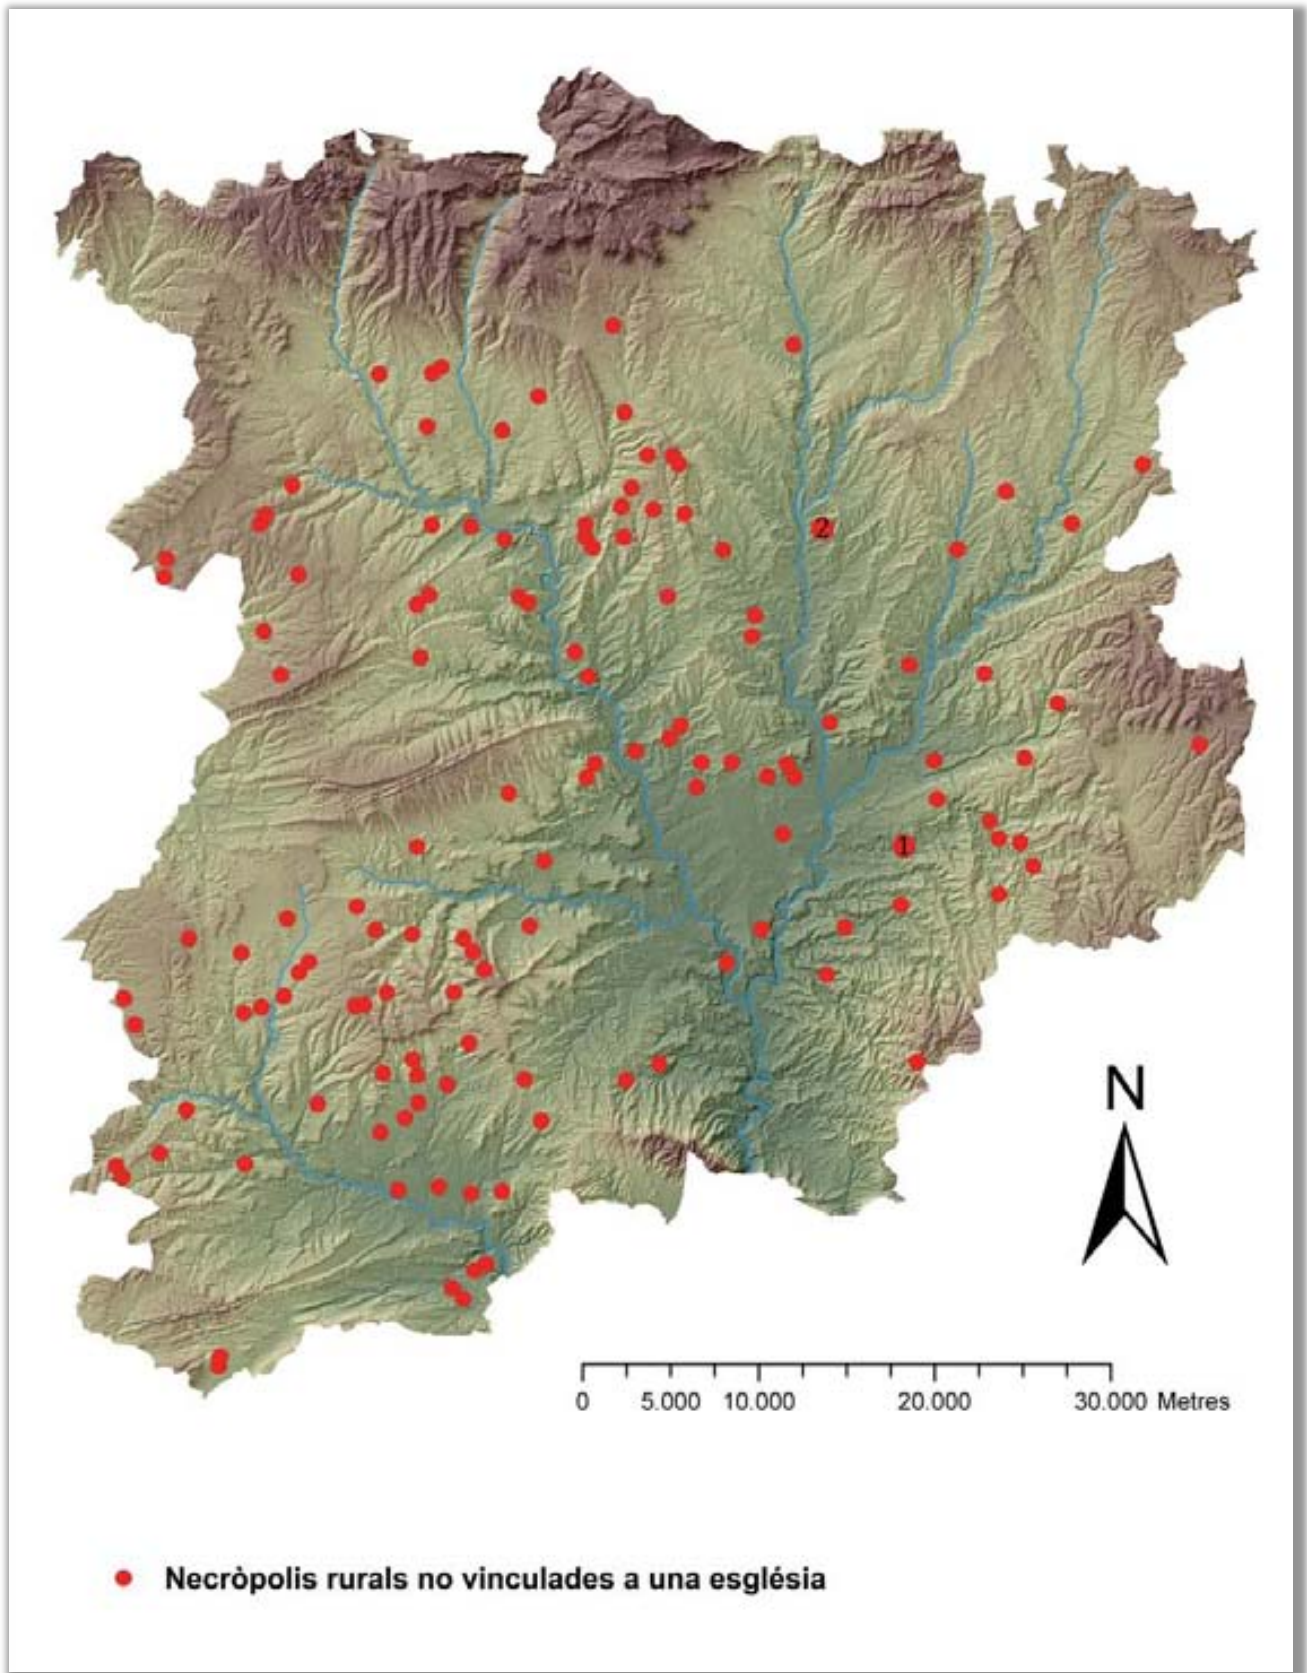 2
1
N
0 5.000 10.000 20.000 30.000 Metres
Necròpolis rurals no vinculades a una església